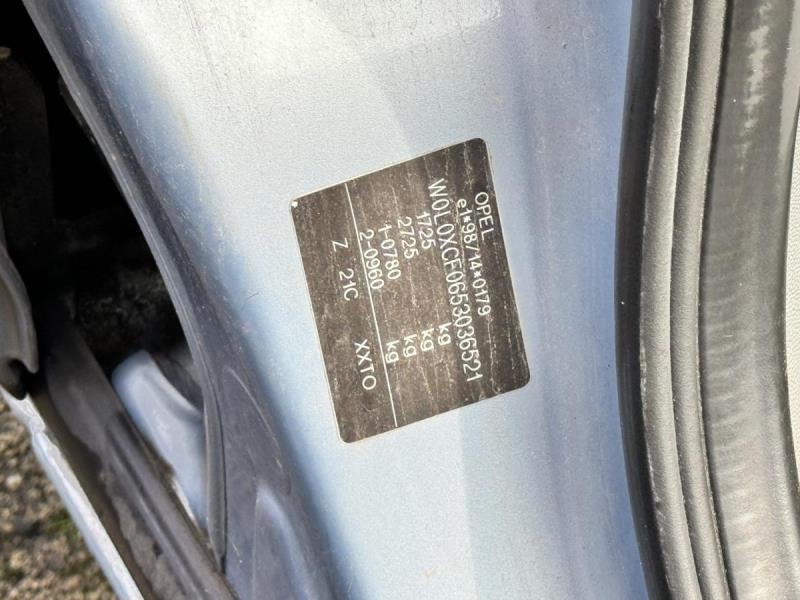 OPEL
e1*98/14*0179
W0L0XCF0653036521
1725 kg
2725 kg
1-0780 kg
2-0960 kg
Z 21C XXTO